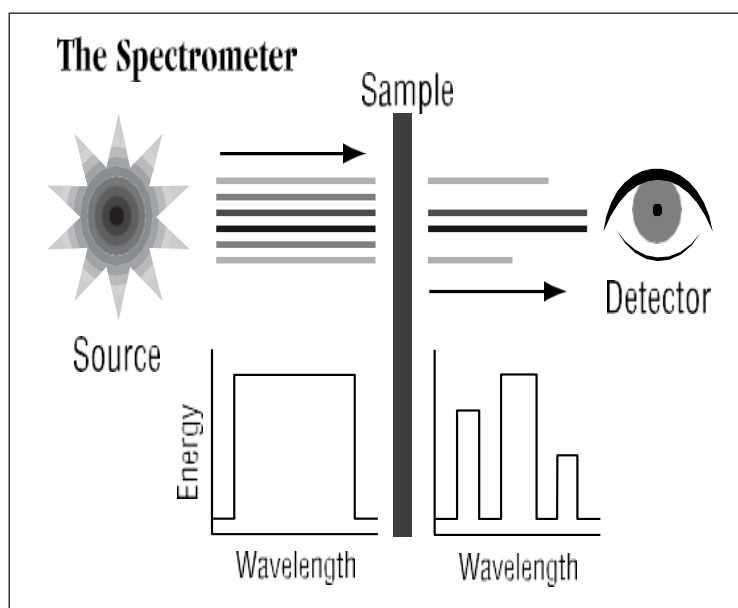 The Spectrometer
Sample
Source
Detector
Energy
Wavelength
Wavelength